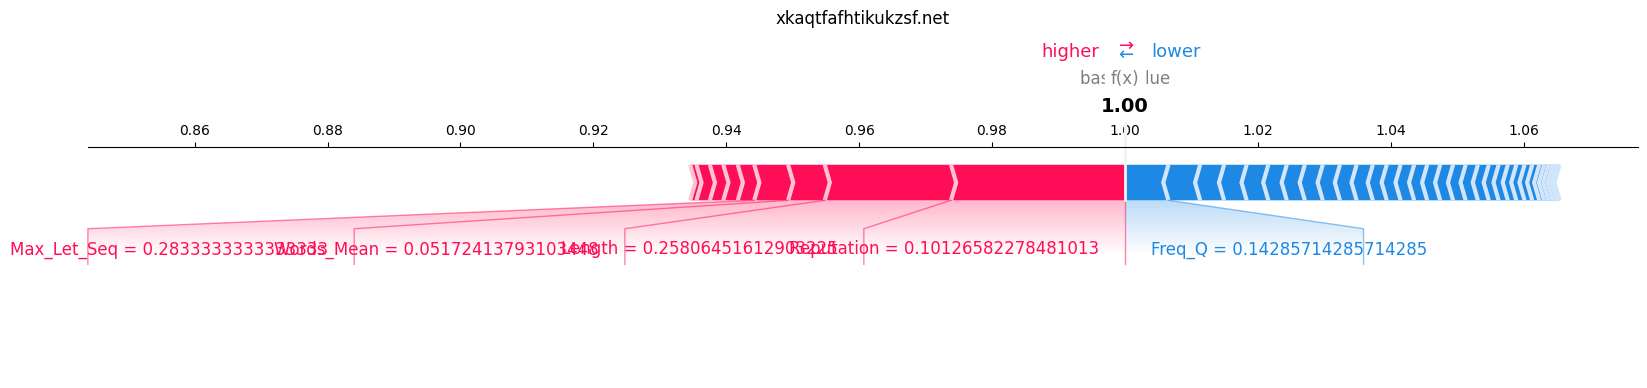 xkaqtfafhtikukzsf.net
higher → ← lower
bas f(x) lue
1.00
0.86 0.88 0.90 0.92 0.94 0.96 0.98 1.00 1.02 1.04 1.06
Max_Let_Seq = 0.2833333333333333 Words_Mean = 0.05172413793103448 Length = 0.25806451612903225 Reputation = 0.10126582278481013 Freq_Q = 0.14285714285714285